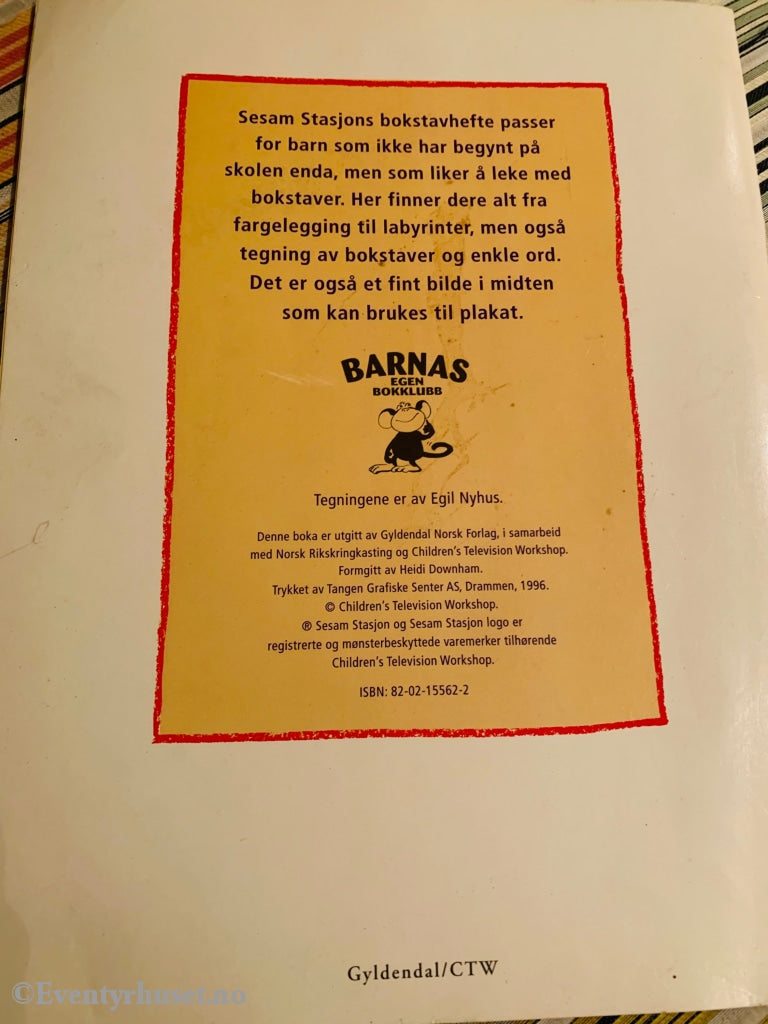 Sesam Stasjons bokstavhefte passer
for barn som ikke har begynt på
skolen enda, men som liker å leke med
bokstaver. Her finner dere alt fra
fargelegging til labyrinter, men også
tegning av bokstaver og enkle ord.
Det er også et fint bilde i midten
som kan brukes til plakat.
BARNAS
EGEN
BOKKLUBB
Tegningene er av Egil Nyhus.
Denne boka er utgitt av Gyldendal Norsk Forlag, i samarbeid
med Norsk Rikskringkasting og Children's Television Workshop.
Formgitt av Heidi Downham.
Trykket av Tangen Grafiske Senter AS, Drammen, 1996.
© Children's Television Workshop.
® Sesam Stasjon og Sesam Stasjon logo er
registrerte og mønsterbeskyttede varemerker tilhørende
Children's Television Workshop.
ISBN: 82-02-15562-2
Gyldendal/CTW
©Eventyrhuset.no